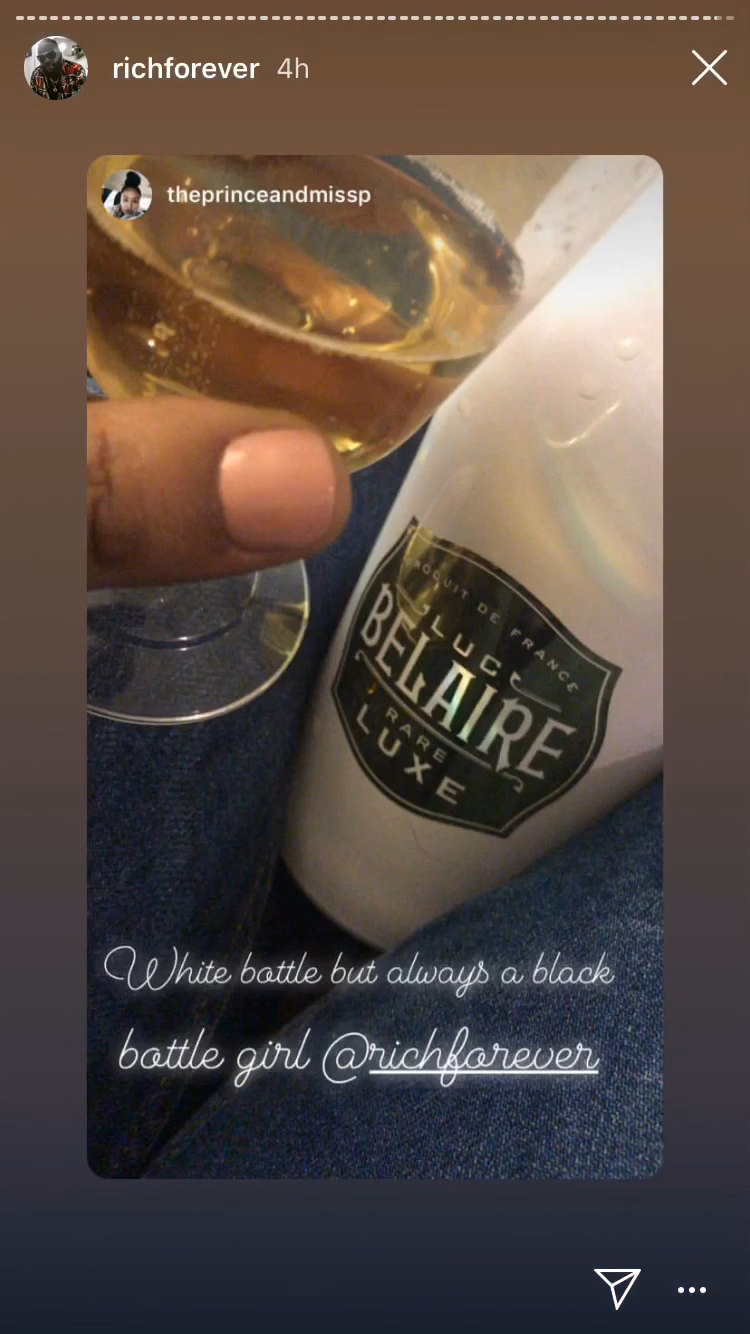 richforever 4h
theprinceandmissp
PRODUIT DE FRANCE
LUC
BELAIRE
RARE
LUXE
White bottle but always a black
bottle girl @richforever